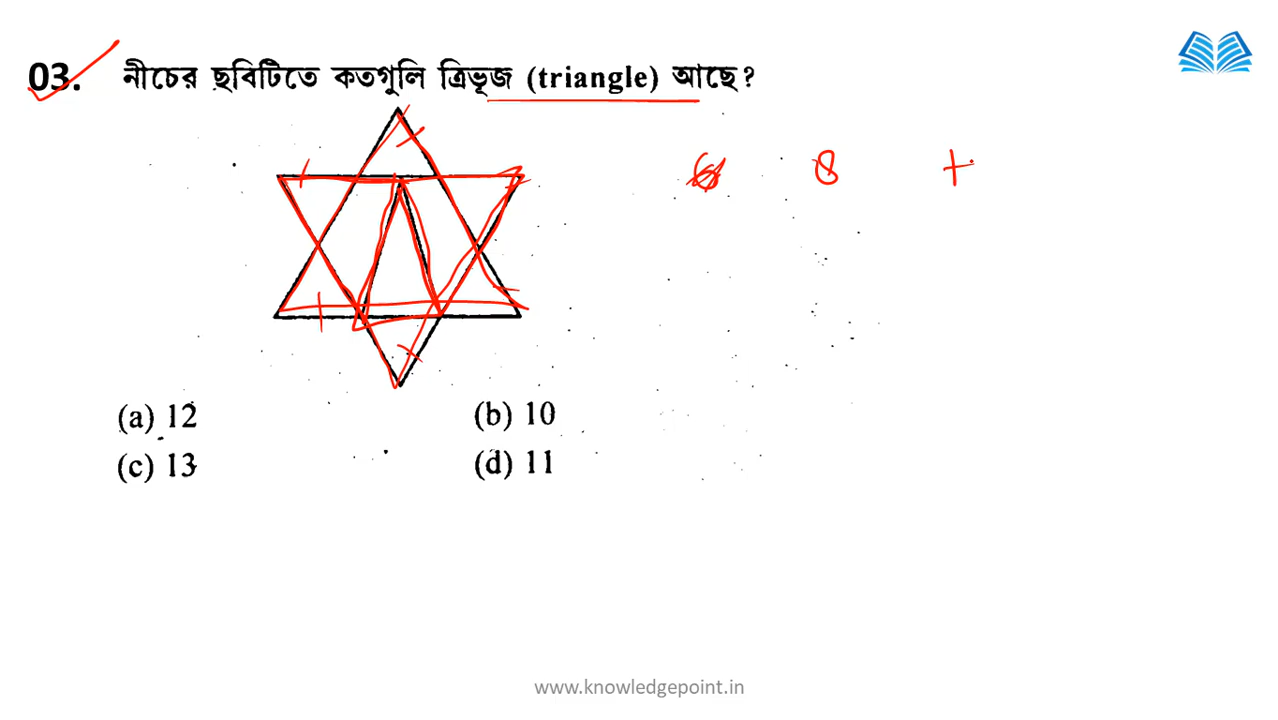 03. নীচের ছবিটিতে কতগুলি ত্রিভূজ (triangle) আছে?
8 +
(a) 12 (b) 10
(c) 13 (d) 11
www.knowledgepoint.in